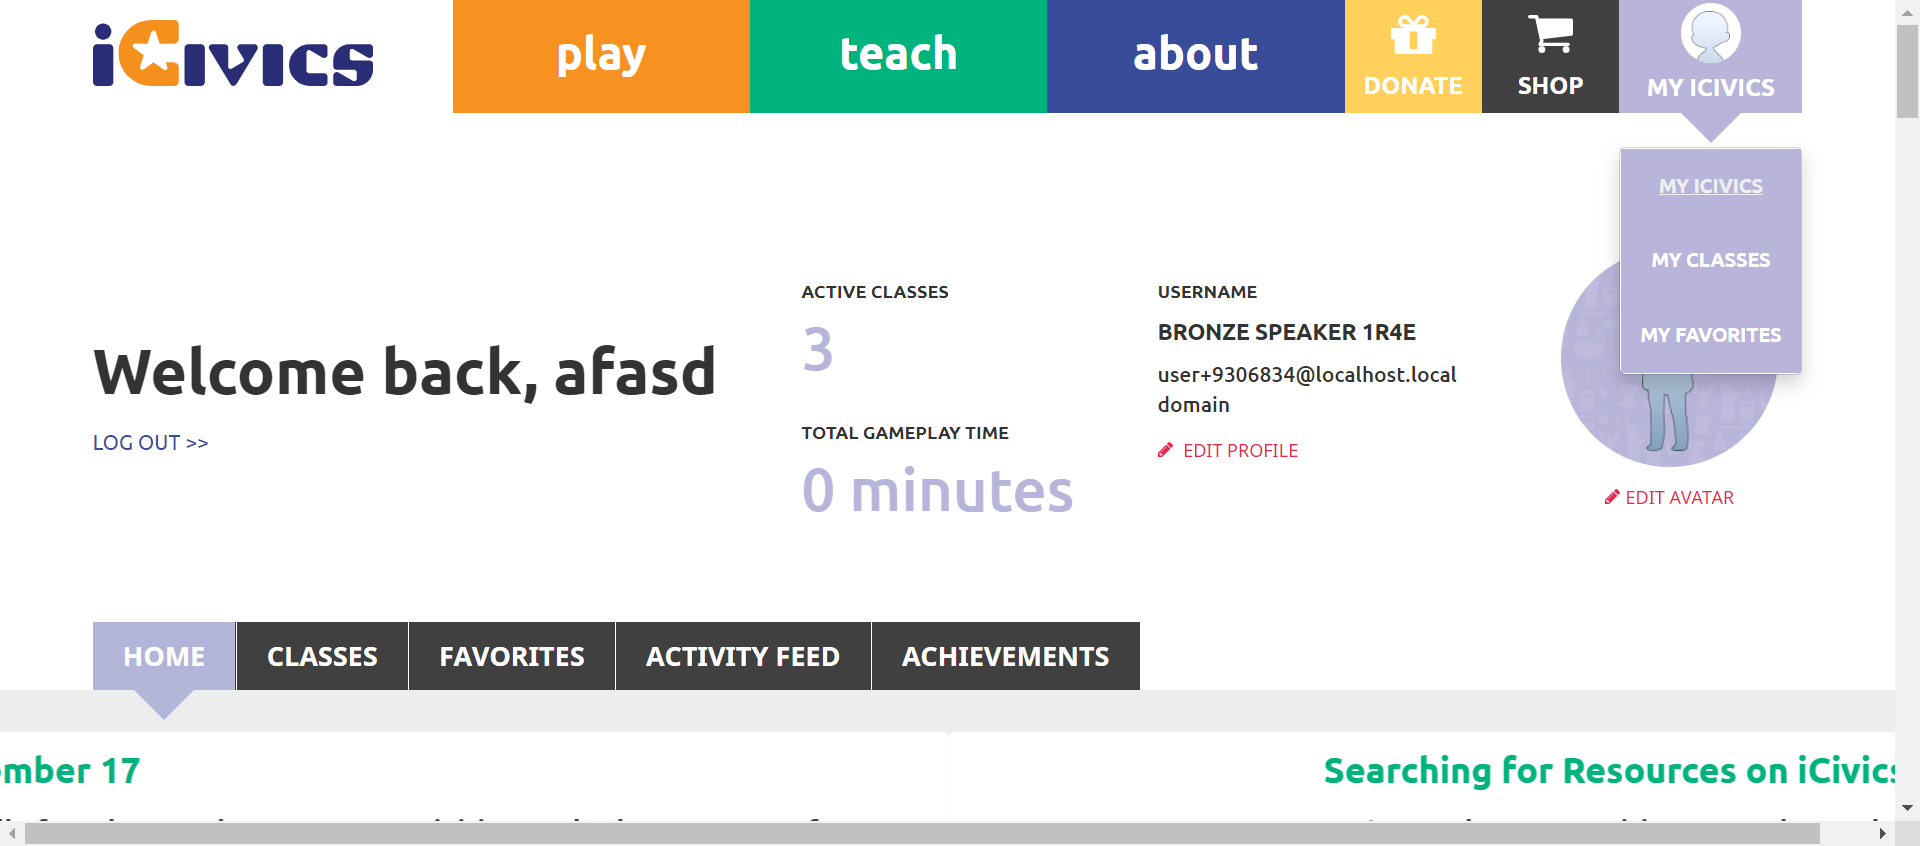 iCivics
play
teach
about
DONATE
SHOP
MY ICIVICS
MY ICIVICS
MY CLASSES
MY FAVORITES
Welcome back, afasd
LOG OUT >>
ACTIVE CLASSES
3
TOTAL GAMEPLAY TIME
0 minutes
USERNAME
BRONZE SPEAKER 1R4E
user+9306834@localhost.local
domain
EDIT PROFILE
EDIT AVATAR
HOME
CLASSES
FAVORITES
ACTIVITY FEED
ACHIEVEMENTS
ember 17
Searching for Resources on iCivics